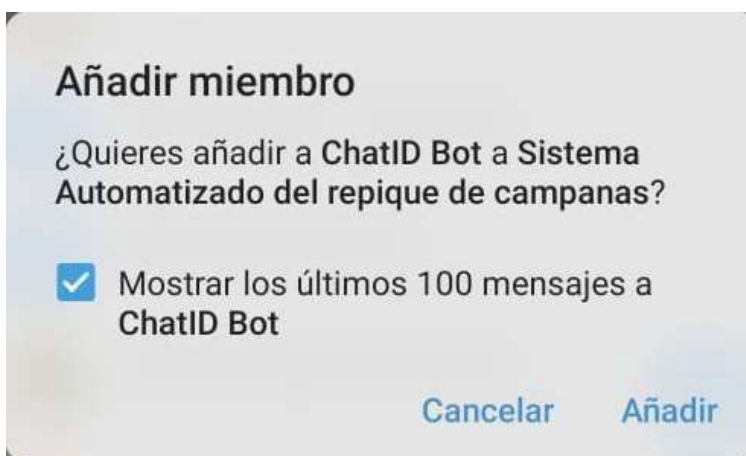 Añadir miembro
¿Quieres añadir a ChatID Bot a Sistema
Automatizado del repique de campanas?
Mostrar los últimos 100 mensajes a
ChatID Bot
Cancelar
Añadir